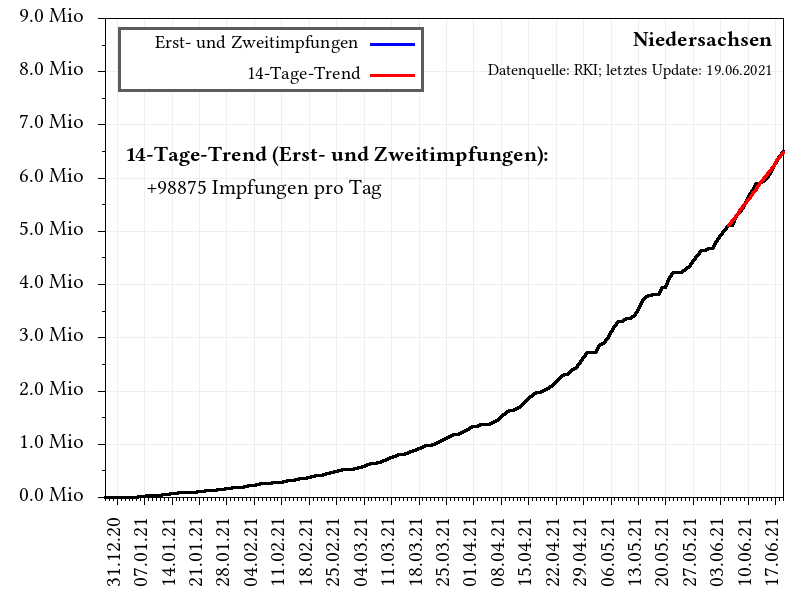 9.0 Mio
8.0 Mio
7.0 Mio
6.0 Mio
5.0 Mio
4.0 Mio
3.0 Mio
2.0 Mio
1.0 Mio
0.0 Mio
Erst- und Zweitimpfungen
14-Tage-Trend
Niedersachsen
Datenquelle: RKI; letztes Update: 19.06.2021
14-Tage-Trend (Erst- und Zweitimpfungen):
+98875 Impfungen pro Tag
31.12.20
07.01.21
14.01.21
21.01.21
28.01.21
04.02.21
11.02.21
18.02.21
25.02.21
04.03.21
11.03.21
18.03.21
25.03.21
01.04.21
08.04.21
15.04.21
22.04.21
29.04.21
06.05.21
13.05.21
20.05.21
27.05.21
03.06.21
10.06.21
17.06.21